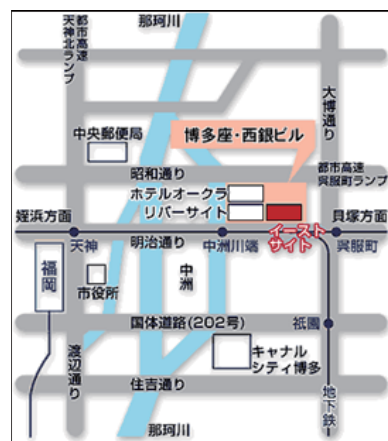 那珂川
都市高速
天神北ランプ
大博通り
博多座・西銀ビル
中央郵便局
昭和通り
都市高速
呉服町ランプ
ホテルオークラ
リバーサイト
姪浜方面
貝塚方面
イースト
サイト
天神
明治通り
中洲川端
呉服町
福岡
市役所
中洲
国体道路(202号)
祇園
キャナル
シティ博多
渡辺通り
住吉通り
地下鉄
那珂川